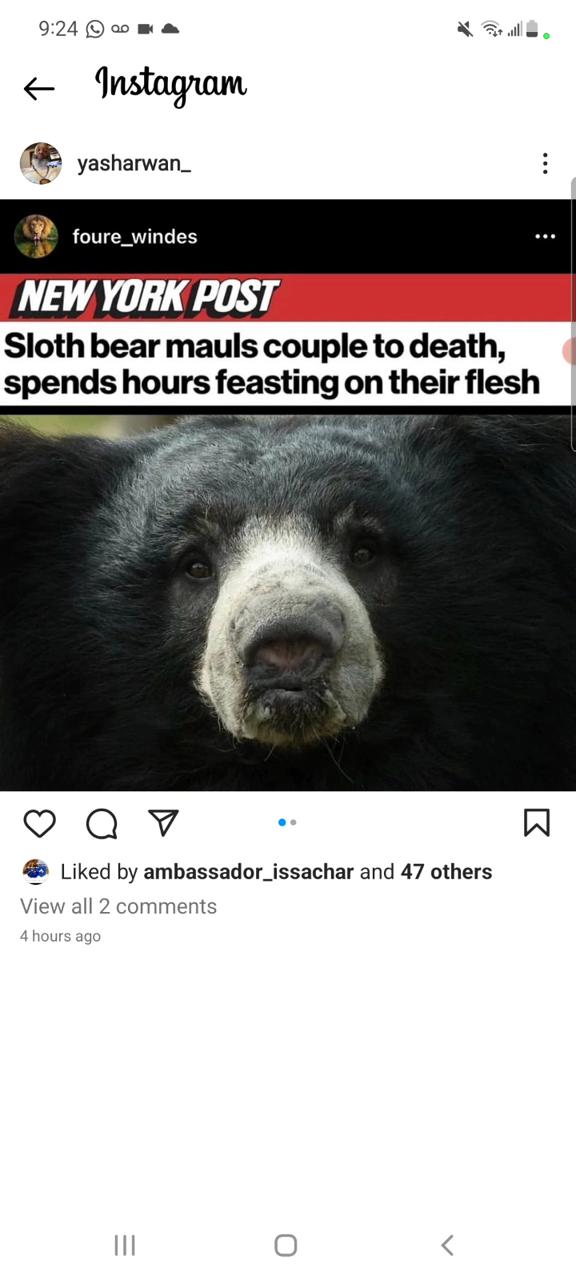 9:24
Instagram
yasharwan_
foure_windes
NEW YORK POST
Sloth bear mauls couple to death,
spends hours feasting on their flesh
Liked by ambassador_issachar and 47 others
View all 2 comments
4 hours ago